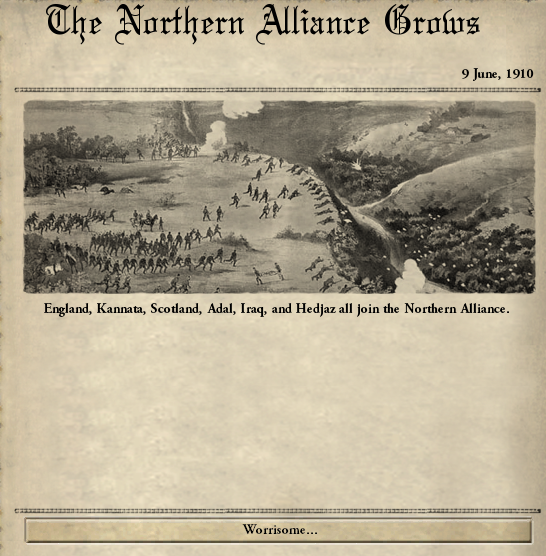 The Northern Alliance Grows
9 June, 1910
England, Kannata, Scotland, Adal, Iraq, and Hedjaz all join the Northern Alliance.
Worrisome...